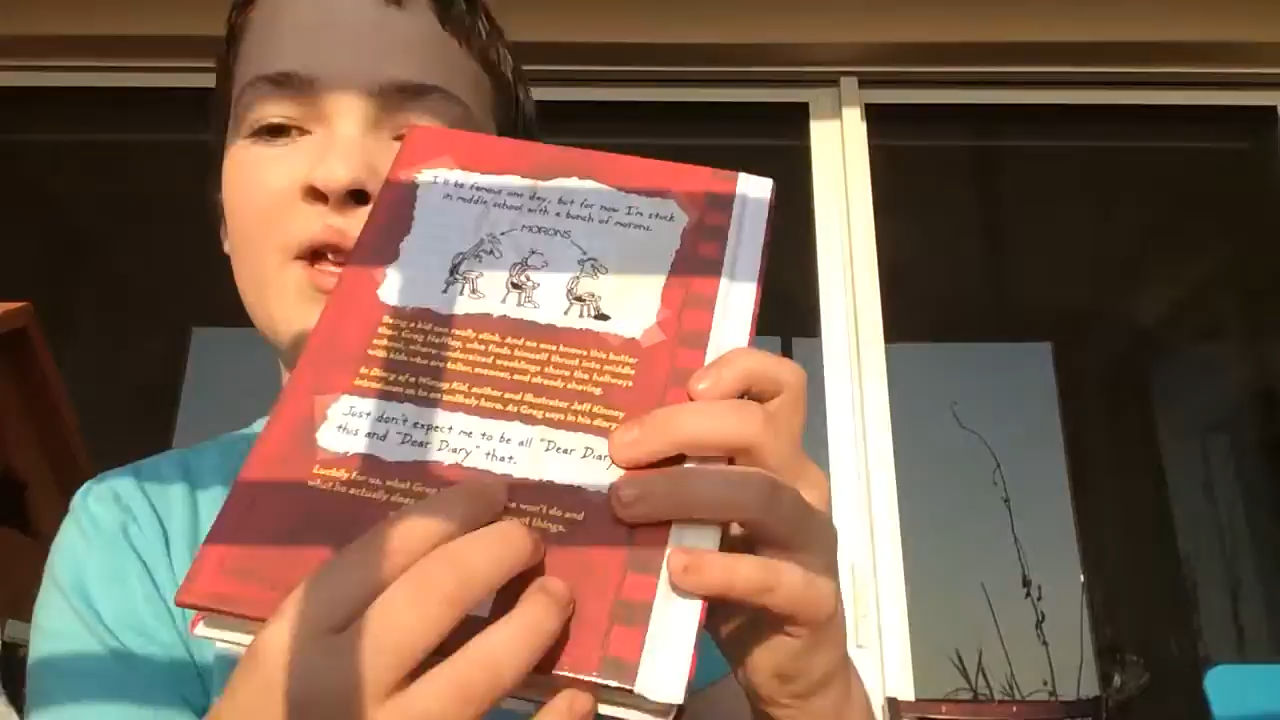 I'll be famous one day, but for now I'm stuck
in middle school with a bunch of morons.
MORONS
Being a kid can really stink. And no one knows this better
than Greg Heffley, who finds himself thrust into middle
school, where undersized weaklings share the hallways
with kids who are taller, meaner, and already shaving.
In Diary of a Wimpy Kid, author and illustrator Jeff Kinney
introduces us to an unlikely hero. As Greg says in his diary
Just don't expect me to be all "Dear Diary
this and "Dear Diary" that.
Luckily for us, what Greg won't do and
what he actually does great things.